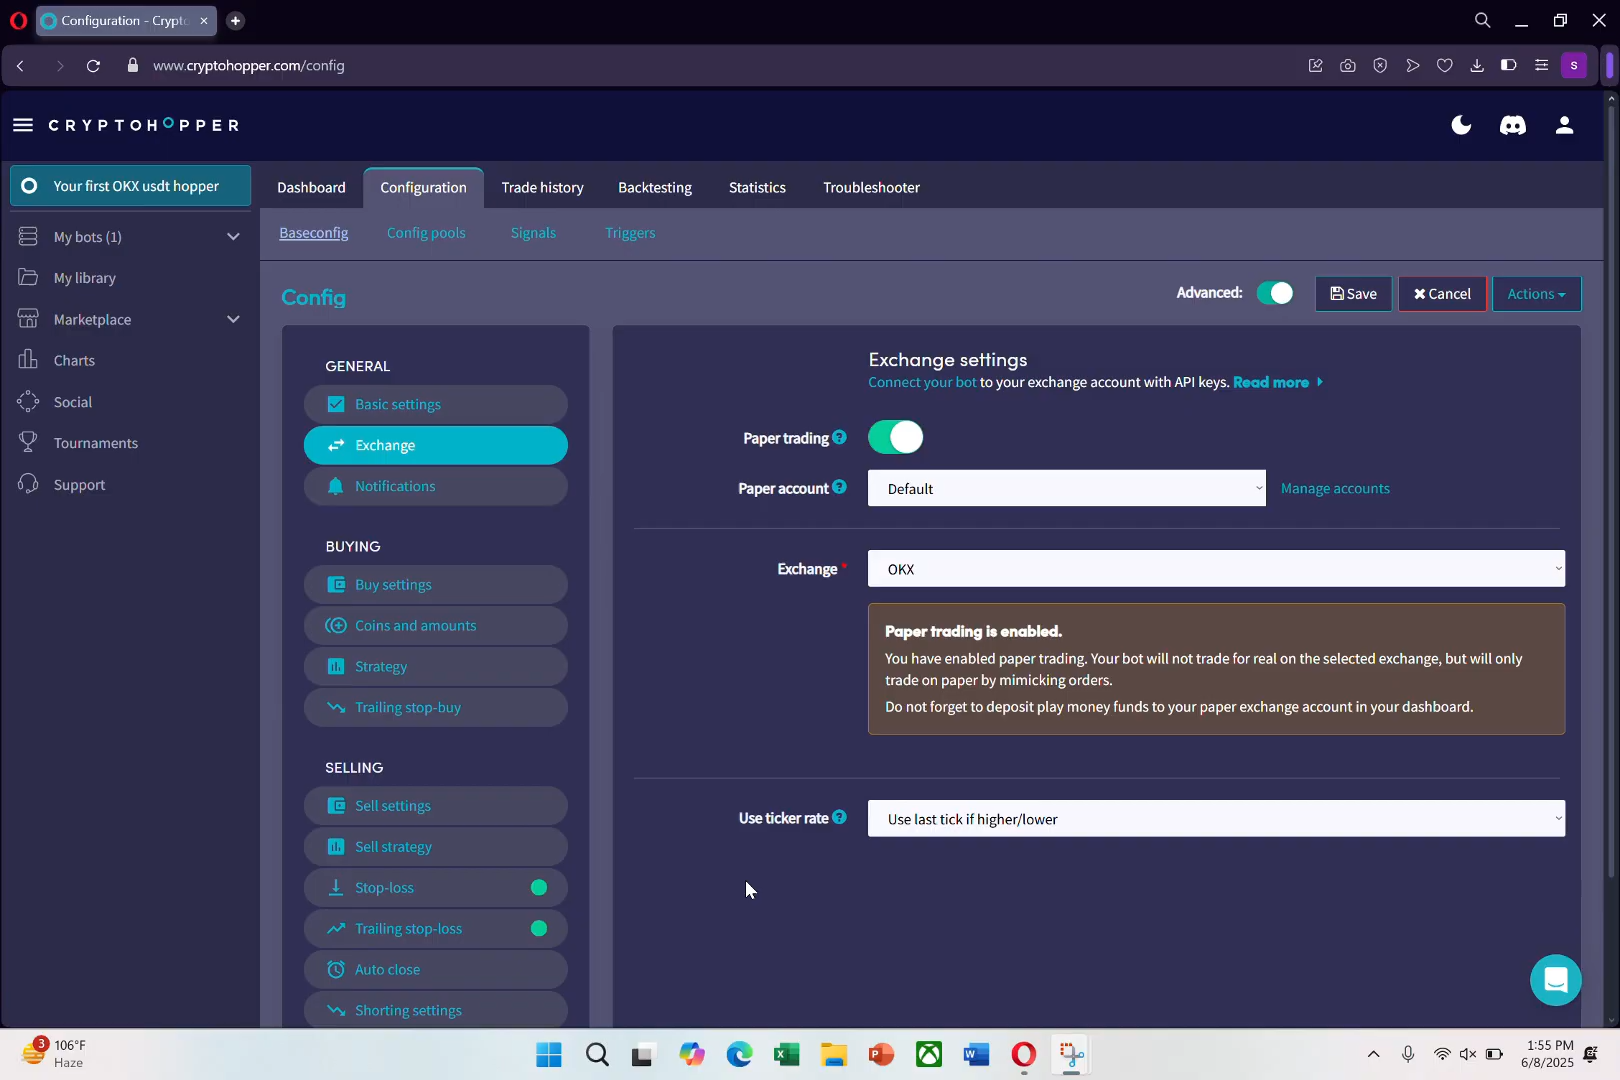 Configuration - Crypto
www.cryptohopper.com/config
S
CRYPTOHOPPER
Your first OKX usdt hopper
Dashboard
Configuration
Trade history
Backtesting
Statistics
Troubleshooter
My bots (1)
My library
Marketplace
Charts
Social
Tournaments
Support
Baseconfig
Config pools
Signals
Triggers
Config
Advanced:
Save
Cancel
Actions
GENERAL
Basic settings
Exchange
Notifications
BUYING
Buy settings
Coins and amounts
Strategy
Trailing stop-buy
SELLING
Sell settings
Sell strategy
Stop-loss
Trailing stop-loss
Auto close
Shorting settings
Exchange settings
Connect your bot to your exchange account with API keys. Read more
Paper trading ?
Paper account ?
Default
Manage accounts
Exchange *
OKX
Paper trading is enabled.
You have enabled paper trading. Your bot will not trade for real on the selected exchange, but will only
trade on paper by mimicking orders.
Do not forget to deposit play money funds to your paper exchange account in your dashboard.
Use ticker rate ?
Use last tick if higher/lower
3
106°F
Haze
1:55 PM
6/8/2025